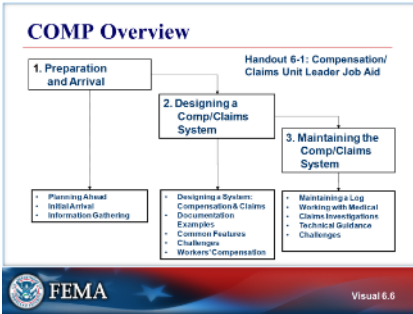 COMP Overview
Handout 6-1: Compensation/
Claims Unit Leader Job Aid
1. Preparation
and Arrival
2. Designing a
Comp/Claims
System
3. Maintaining the
Comp/Claims
System
• Planning Ahead
• Initial Arrival
• Information Gathering
• Designing a System:
Compensation & Claims
• Documentation
Examples
• Common Features
• Challenges
• Workers' Compensation
• Maintaining a Log
• Working with Medical
• Claims Investigations
• Technical Guidance
• Challenges
FEMA
Visual 6.6